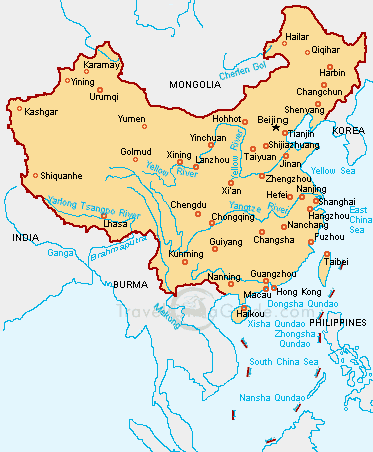 Hailar
Qiqihar
Cherlen Gol
Harbin
Karamay
Yining
Urumqi
MONGOLIA
Changchun
Shenyang
Kashgar
Yumen
Hohhot
Beijing
Tianjin
KOREA
Yinchuan
Yellow River
Shijiazhuang
Taiyuan
Jinan
Golmud
Xining
Lanzhou
Yellow River
Yellow Sea
Shiquanhe
Xi'an
Zhengzhou
Yarlong Tsangpo River
Chengdu
Yangtze River
Hefei
Nanjing
Shanghai
Lhasa
Chongqing
Hangzhou
East
China
Sea
Nanchang
INDIA
Ganga
Brahmaputra
Guiyang
Changsha
Fuzhou
Kunming
Taibei
BURMA
Nanning
Guangzhou
Macau
Hong Kong
Dongsha Qundao
Mekong
Haikou
Xisha Qundao
PHILIPPINES
Zhongsha
Qundao
South China Sea
Nansha Qundao